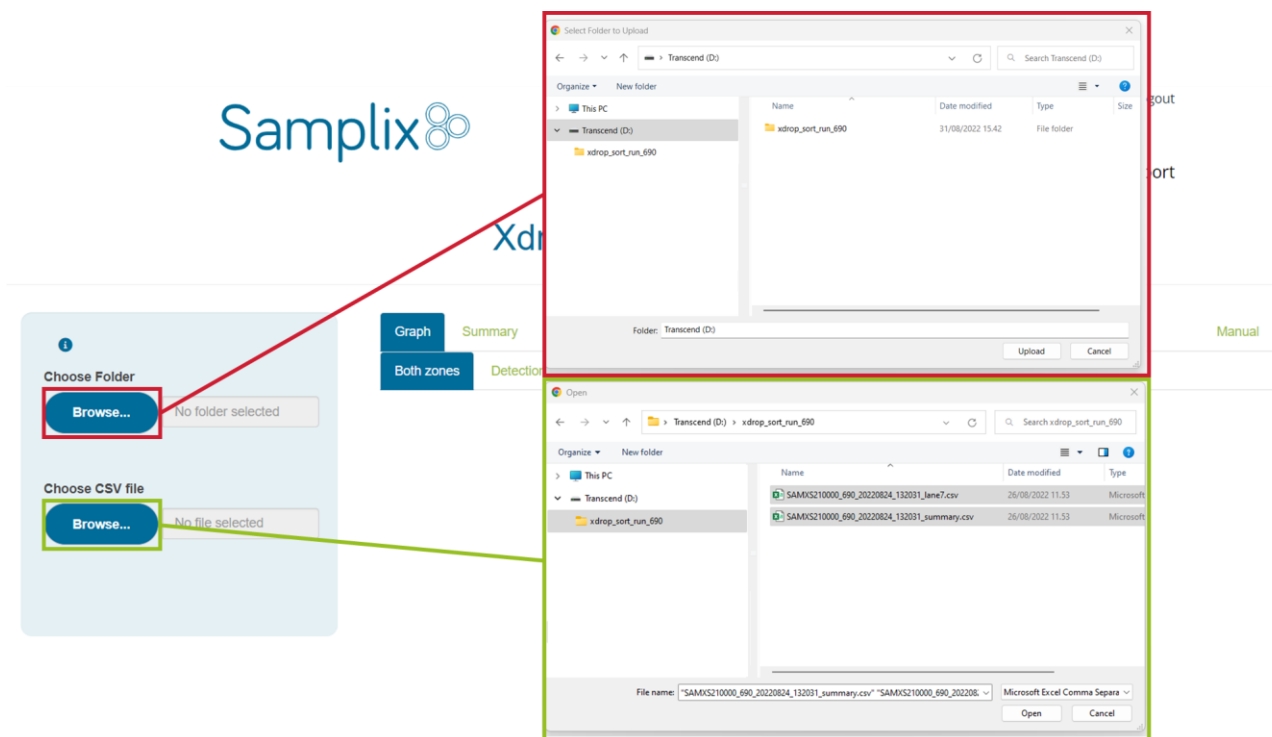 Samplix
Xdr
gout
port
Choose Folder
Browse...
No folder selected
Choose CSV file
Browse...
No file selected
Graph
Summary
Manual
Both zones
Detection
Select Folder to Upload
Transcend (D:)
Search Transcend (D:)
Organize
New folder
This PC
Transcend (D:)
xdrop_sort_run_690
Name
Date modified
Type
Size
xdrop_sort_run_690
31/08/2022 15.42
File folder
Folder:
Transcend (D:)
Upload
Cancel
Open
Transcend (D:) > xdrop_sort_run_690
Search xdrop_sort_run_690
Organize
New folder
This PC
Transcend (D:)
xdrop_sort_run_690
Name
Date modified
Type
SAMXS210000_690_20220824_132031_lane7.csv
26/08/2022 11.53
Microsoft
SAMXS210000_690_20220824_132031_summary.csv
26/08/2022 11.53
Microsoft
File name:
"SAMXS210000_690_20220824_132031_summary.csv" "SAMXS210000_690_202208
Microsoft Excel Comma Separa
Open
Cancel